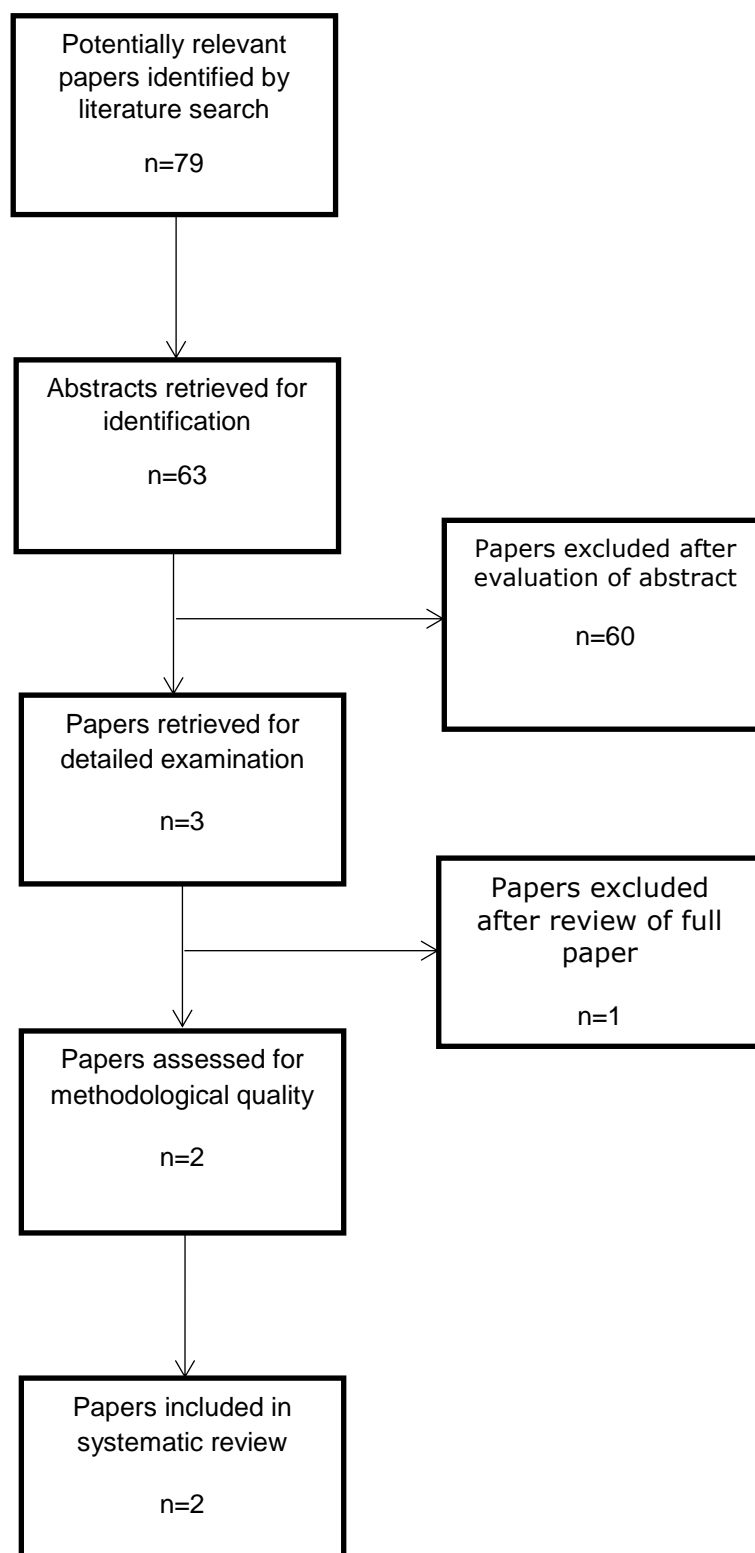 Potentially relevant
papers identified by
literature search
n=79
Abstracts retrieved for
identification
n=63
Papers excluded after
evaluation of abstract
n=60
Papers retrieved for
detailed examination
n=3
Papers excluded
after review of full
paper
n=1
Papers assessed for
methodological quality
n=2
Papers included in
systematic review
n=2